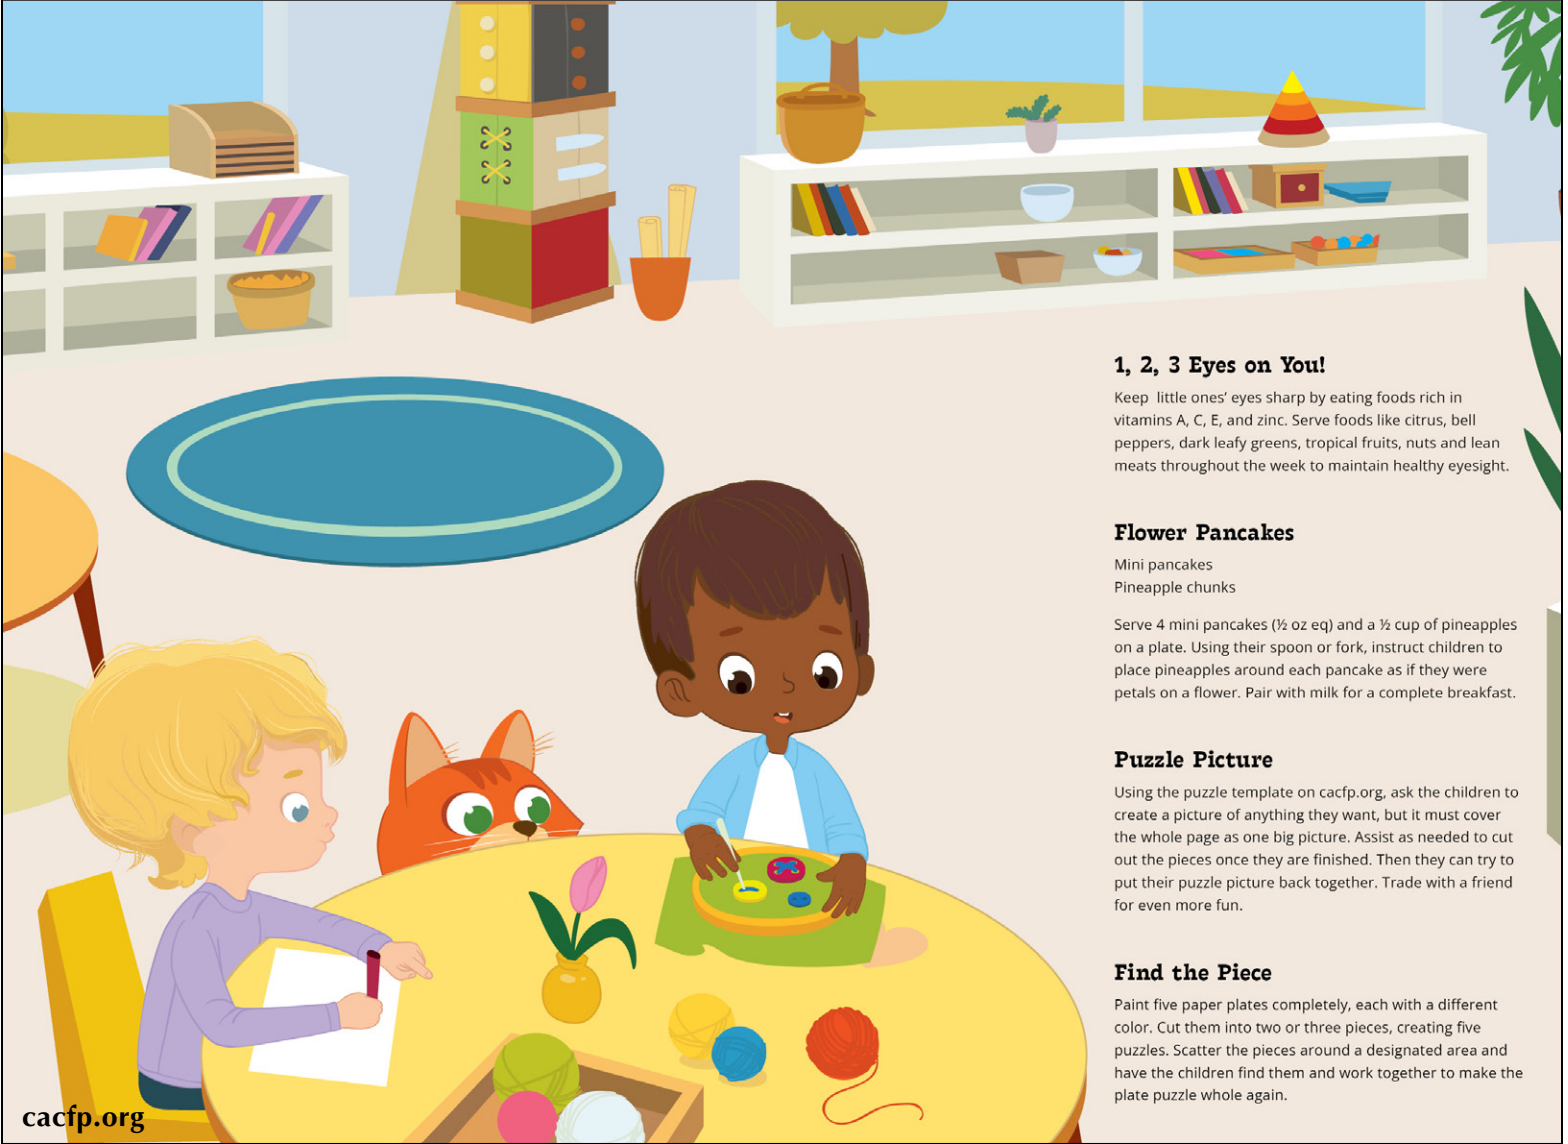 1, 2, 3 Eyes on You!
Keep little ones’ eyes sharp by eating foods rich in
vitamins A, C, E, and zinc. Serve foods like citrus, bell
peppers, dark leafy greens, tropical fruits, nuts and lean
meats throughout the week to maintain healthy eyesight.
Flower Pancakes
Mini pancakes
Pineapple chunks
Serve 4 mini pancakes (½ oz eq) and a ½ cup of pineapples
on a plate. Using their spoon or fork, instruct children to
place pineapples around each pancake as if they were
petals on a flower. Pair with milk for a complete breakfast.
Puzzle Picture
Using the puzzle template on cacfp.org, ask the children to
create a picture of anything they want, but it must cover
the whole page as one big picture. Assist as needed to cut
out the pieces once they are finished. Then they can try to
put their puzzle picture back together. Trade with a friend
for even more fun.
Find the Piece
Paint five paper plates completely, each with a different
color. Cut them into two or three pieces, creating five
puzzles. Scatter the pieces around a designated area and
have the children find them and work together to make the
plate puzzle whole again.
cacfp.org